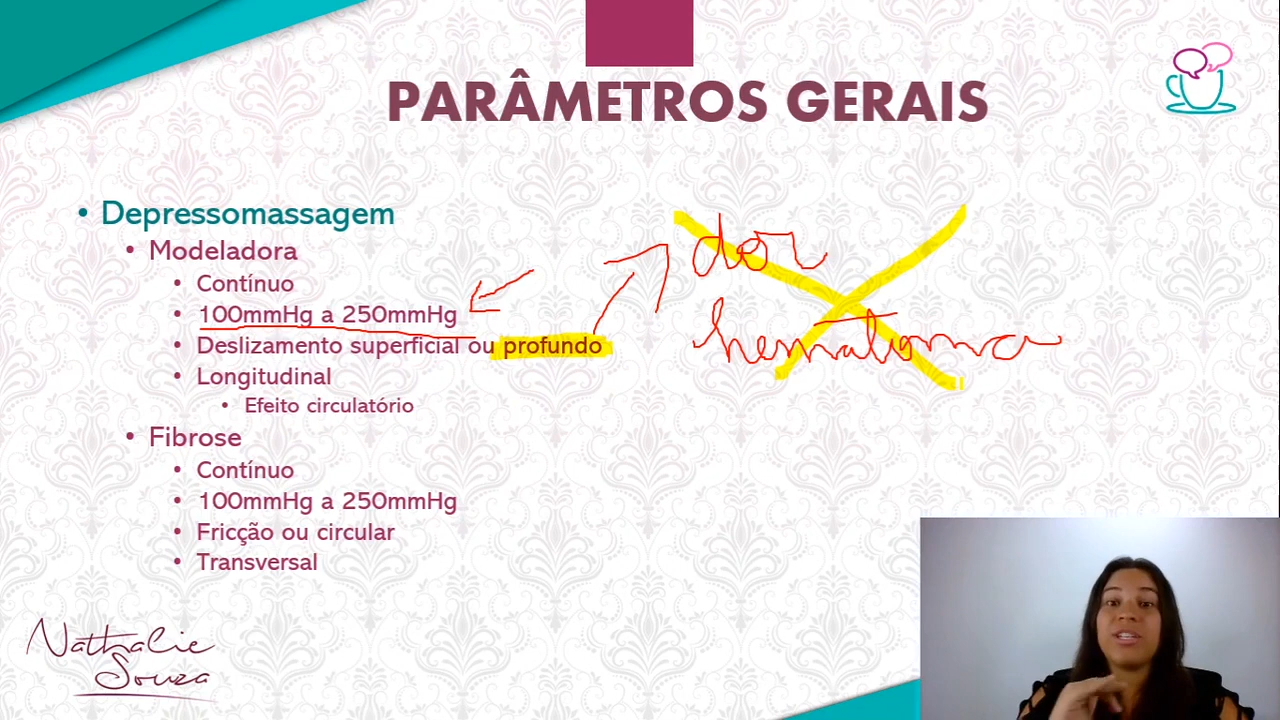 PARÂMETROS GERAIS
• Depressomassagem
• Modeladora
• Contínuo
• 100mmHg a 250mmHg
• Deslizamento superficial ou profundo
• Longitudinal
• Efeito circulatório
• Fibrose
• Contínuo
• 100mmHg a 250mmHg
• Fricção ou circular
• Transversal
dor
hematoma
Nathalie
Souza